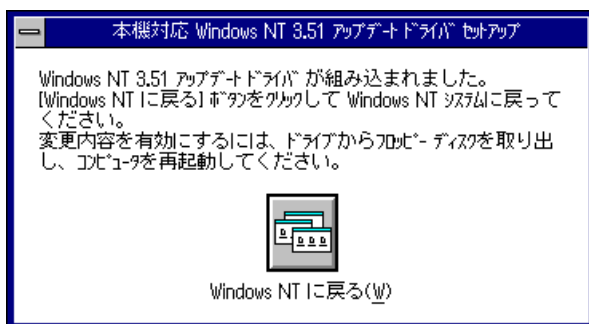 本機対応 Windows NT 3.51 ｱｯﾌﾟﾃﾞｰﾄ ﾄﾞﾗｲﾊﾞ ｾｯﾄｱｯﾌﾟ
Windows NT 3.51 ｱｯﾌﾟﾃﾞｰﾄ ﾄﾞﾗｲﾊﾞ が組み込まれました。
[Windows NT に戻る] ﾎﾞﾀﾝをｸﾘｯｸして Windows NT ｼｽﾃﾑに戻って
ください。
変更内容を有効にするには、ドライブからﾌﾛｯﾋﾟｰ ﾃﾞｨｽｸを取り出
し、ｺﾝﾋﾟｭｰﾀを再起動してください。
Windows NT に戻る(W)